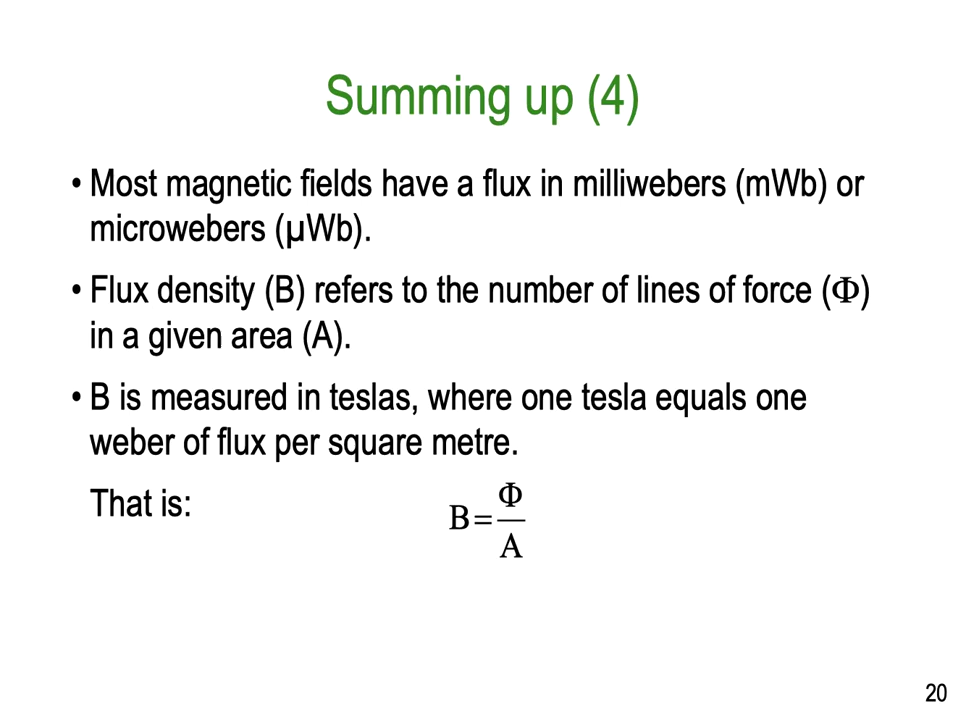 Summing up (4)
• Most magnetic fields have a flux in milliwebers (mWb) or
microwebers (µWb).
• Flux density (B) refers to the number of lines of force (Φ)
in a given area (A).
• B is measured in teslas, where one tesla equals one
weber of flux per square metre.
That is:
B = Φ/A
20